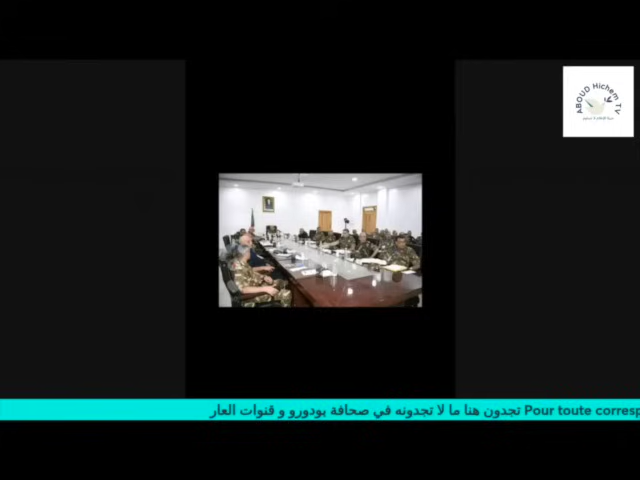 ABOUD Hichem TV
تجدون هنا ما لا تجدونه في صحافة بودورو و قنوات العار Pour toute corresp